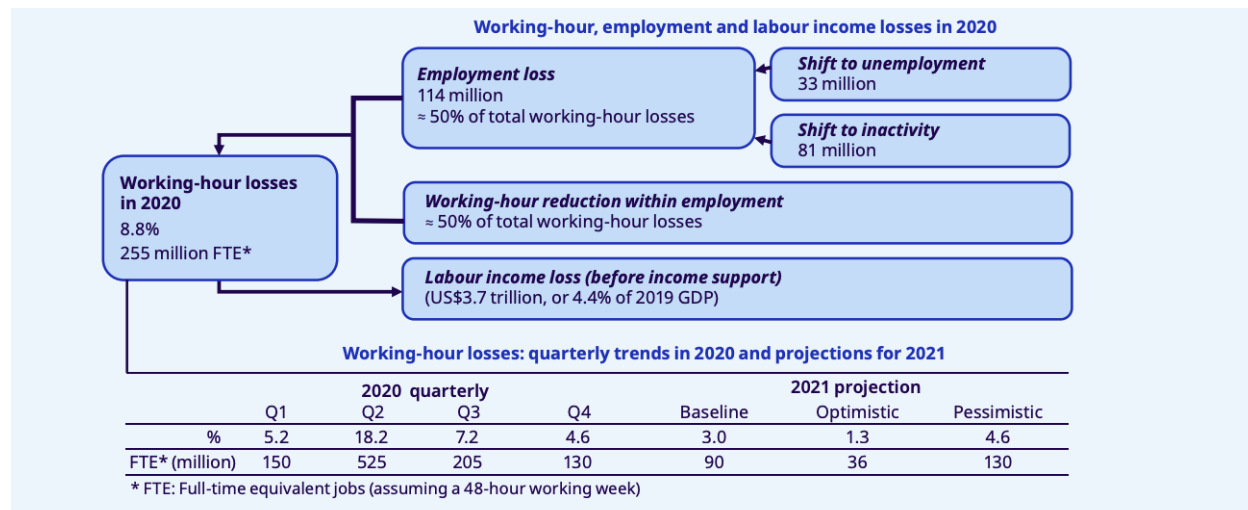 Working-hour, employment and labour income losses in 2020
Employment loss
114 million
≈ 50% of total working-hour losses
Shift to unemployment
33 million
Shift to inactivity
81 million
Working-hour losses
in 2020
8.8%
255 million FTE*
Working-hour reduction within employment
≈ 50% of total working-hour losses
Labour income loss (before income support)
(US$3.7 trillion, or 4.4% of 2019 GDP)
Working-hour losses: quarterly trends in 2020 and projections for 2021
2020 quarterly 2021 projection
Q1 Q2 Q3 Q4 Baseline Optimistic Pessimistic
% 5.2 18.2 7.2 4.6 3.0 1.3 4.6
FTE* (million) 150 525 205 130 90 36 130
* FTE: Full-time equivalent jobs (assuming a 48-hour working week)